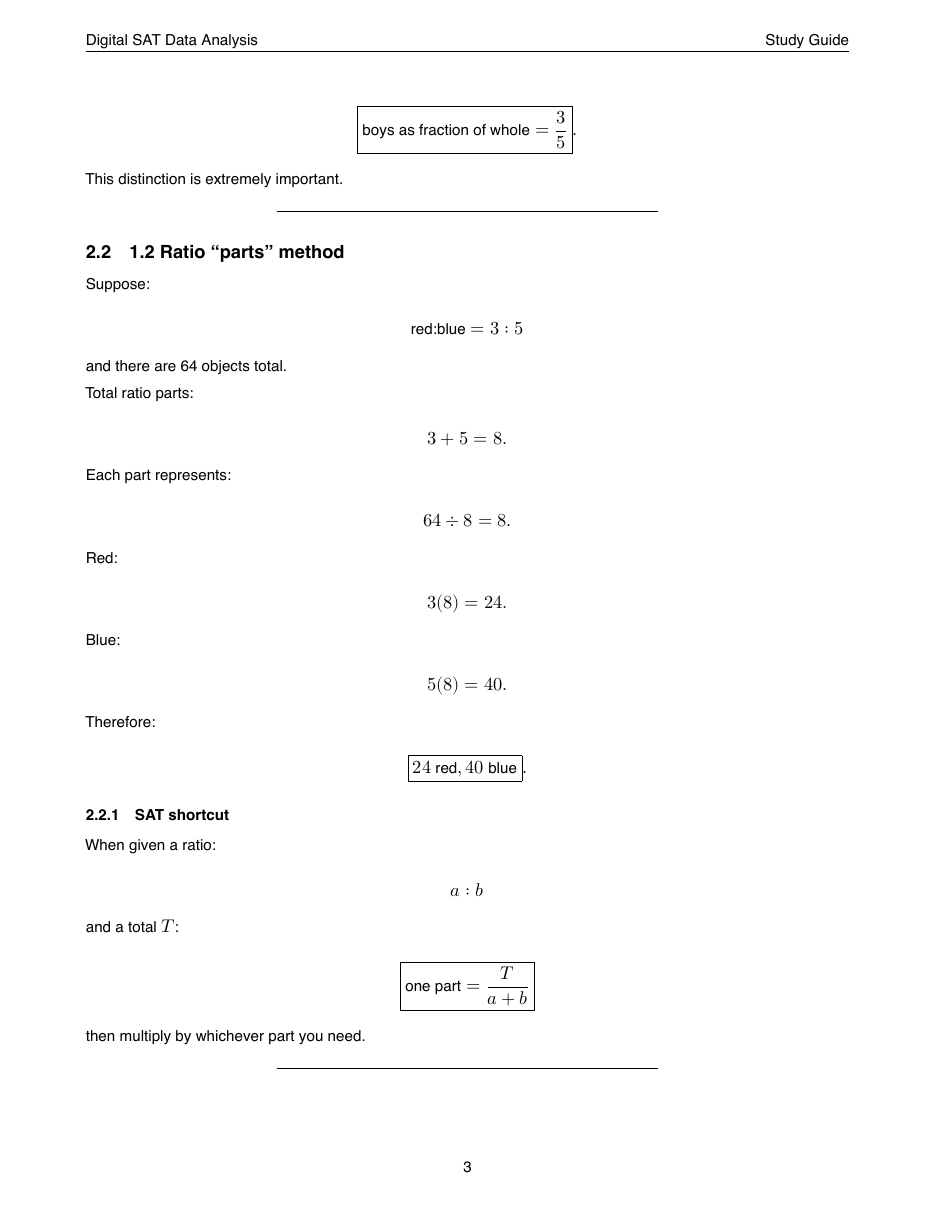 Digital SAT Data Analysis Study Guide
boys as fraction of whole = 3/5.
This distinction is extremely important.
2.2 1.2 Ratio “parts” method
Suppose:
red:blue = 3 : 5
and there are 64 objects total.
Total ratio parts:
3 + 5 = 8.
Each part represents:
64 ÷ 8 = 8.
Red:
3(8) = 24.
Blue:
5(8) = 40.
Therefore:
24 red, 40 blue.
2.2.1 SAT shortcut
When given a ratio:
a : b
and a total T:
one part = T/(a + b)
then multiply by whichever part you need.
3